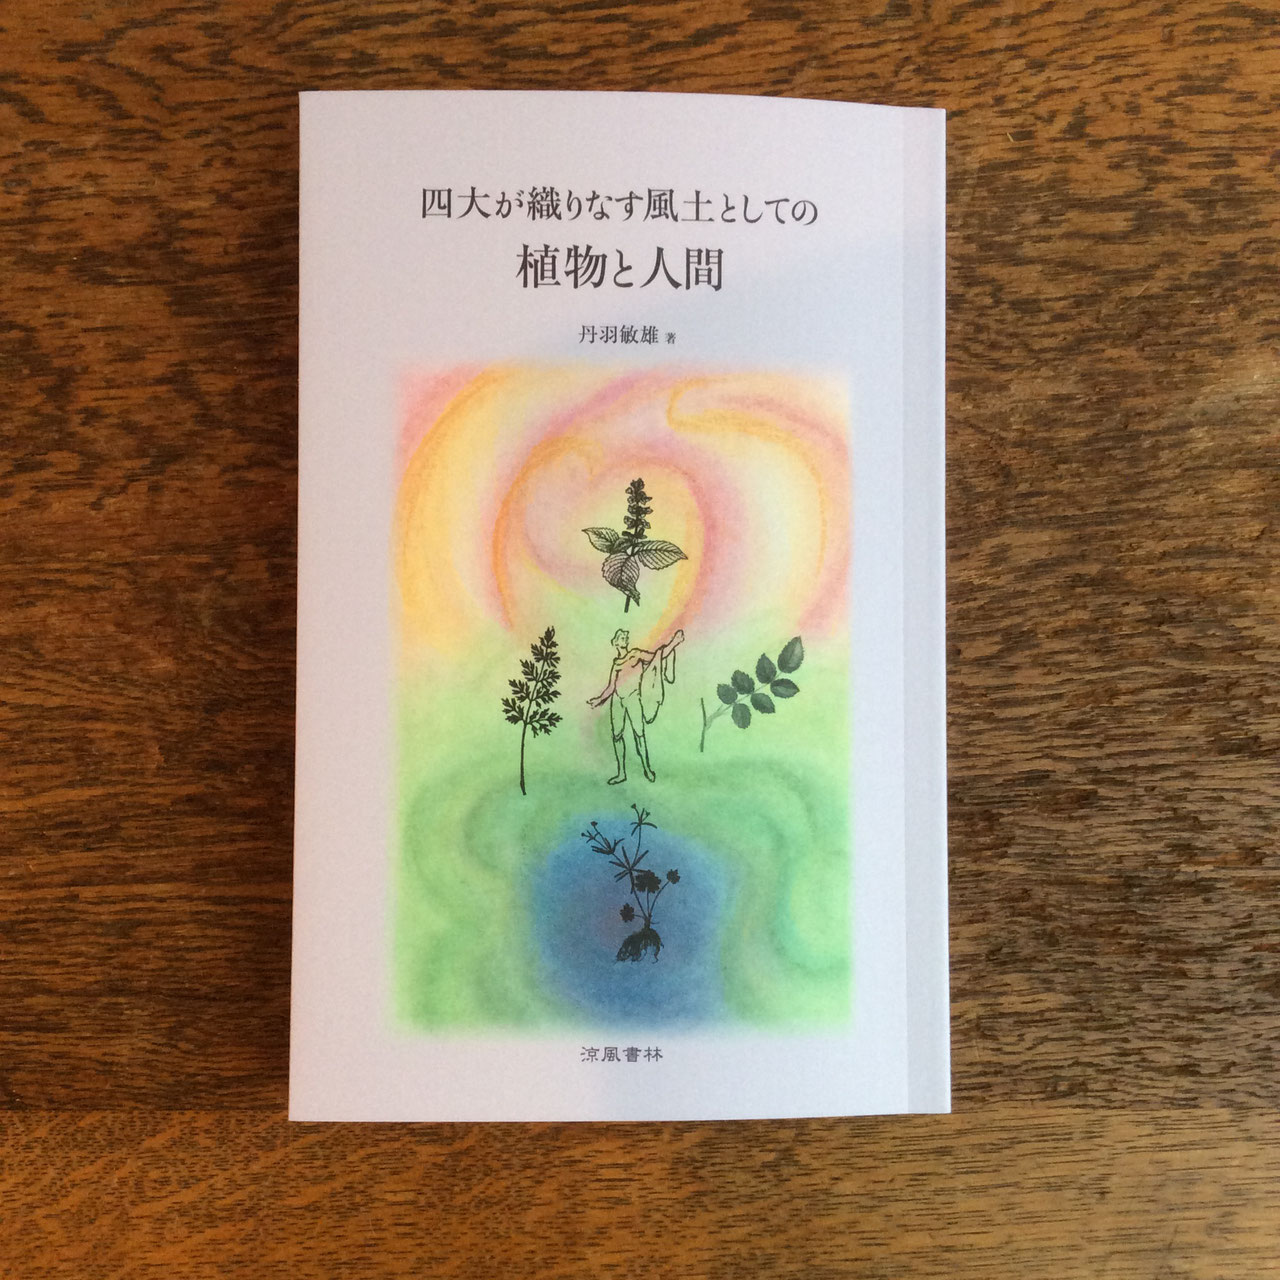 四大が織りなす風土としての
植物と人間
丹羽敏雄 著
涼風書林